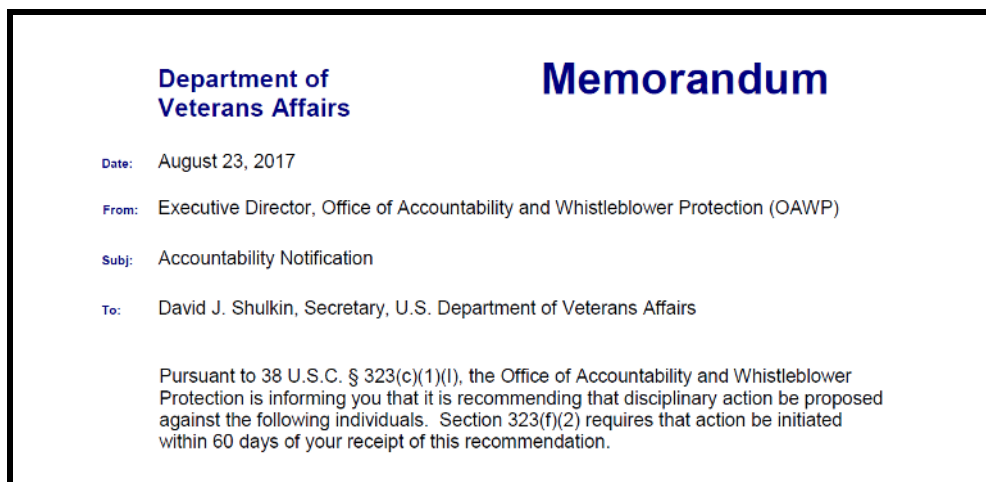 Department of
Veterans Affairs
Memorandum
Date: August 23, 2017
From: Executive Director, Office of Accountability and Whistleblower Protection (OAWP)
Subj: Accountability Notification
To: David J. Shulkin, Secretary, U.S. Department of Veterans Affairs
Pursuant to 38 U.S.C. § 323(c)(1)(I), the Office of Accountability and Whistleblower
Protection is informing you that it is recommending that disciplinary action be proposed
against the following individuals.  Section 323(f)(2) requires that action be initiated
within 60 days of your receipt of this recommendation.